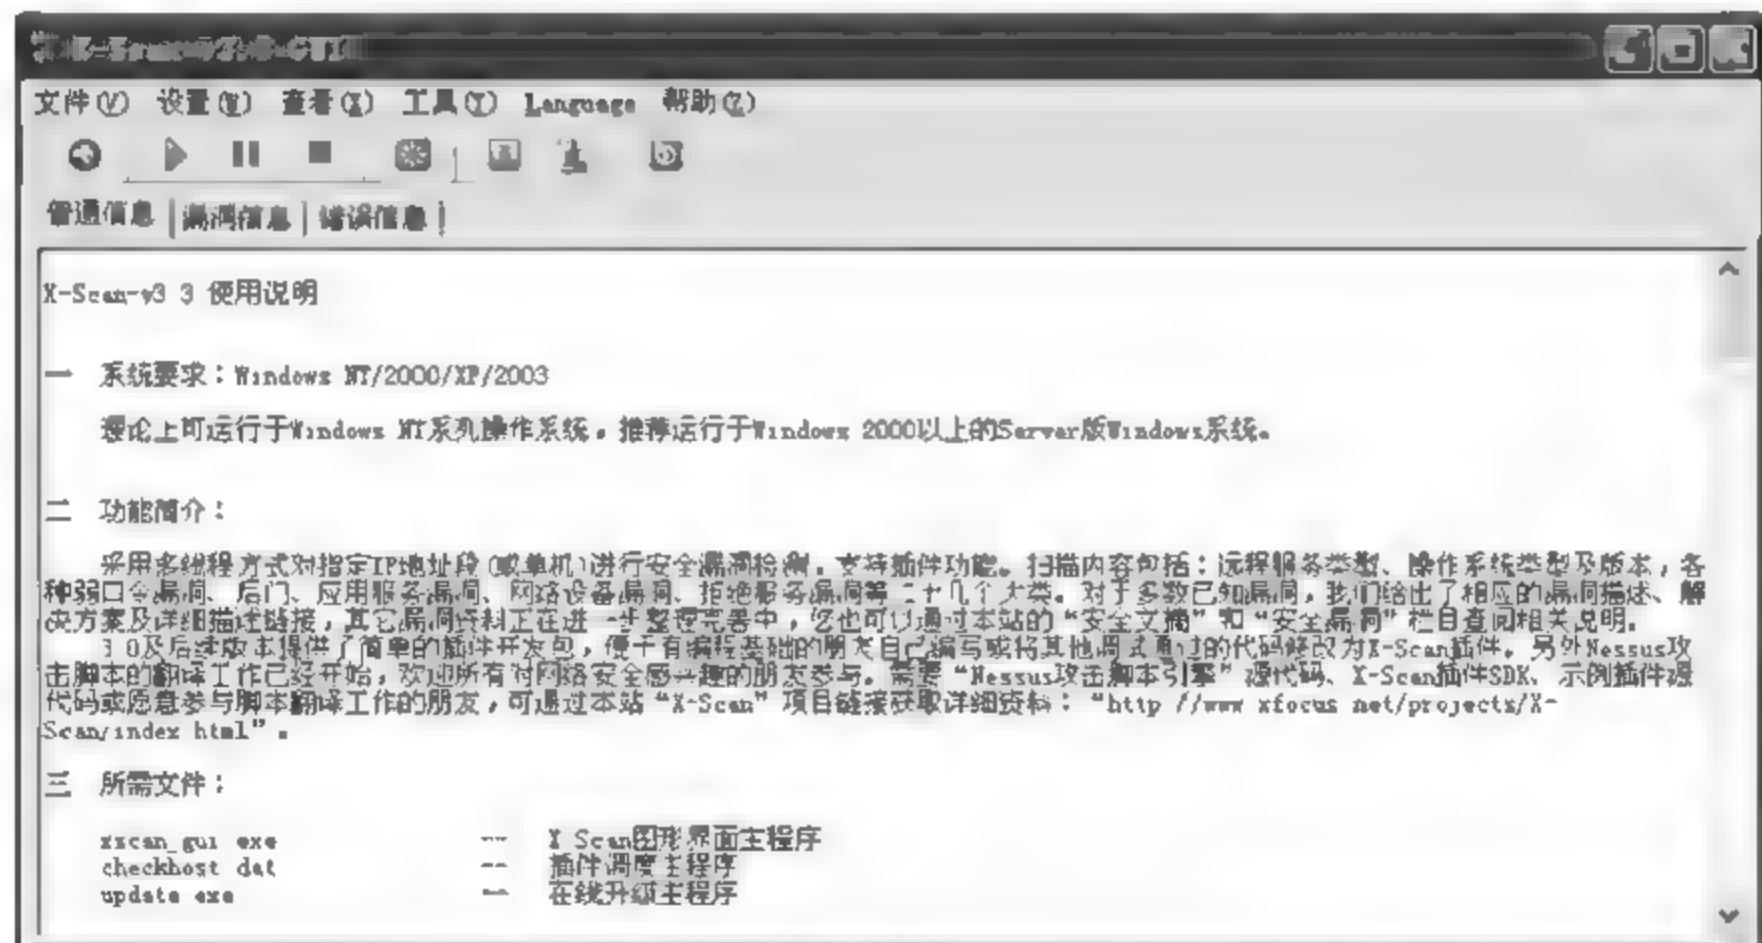 X-Scan-v3.3 GUI
文件(V) 设置(W) 查看(X) 工具(Y) Language 帮助(Z)
普通信息 漏洞信息 错误信息
X-Scan-v3 3 使用说明
一 系统要求：Windows NT/2000/XP/2003
理论上可运行于Windows NT系列操作系统，推荐运行于Windows 2000以上的Server版Windows系统。
二 功能简介：
采用多线程方式对指定IP地址段(或单机)进行安全漏洞检测，支持插件功能。扫描内容包括：远程服务类型、操作系统类型及版本，各
种弱口令漏洞、后门、应用服务漏洞、网络设备漏洞、拒绝服务漏洞等二十几个大类。对于多数已知漏洞，我们给出了相应的漏洞描述、解
决方案及详细描述链接，其它漏洞资料正在进一步整理完善中，您也可以通过本站的“安全文摘”和“安全漏洞”栏目查阅相关说明。
3 0及后续版本提供了简单的插件开发包，便于有编程基础的朋友自己编写或将其他调试通过的代码修改为X-Scan插件。另外Nessus攻
击脚本的翻译工作已经开始，欢迎所有对网络安全感兴趣的朋友参与。需要“Nessus攻击脚本引擎”源代码、X-Scan插件SDK、示例插件源
代码或愿意参与脚本翻译工作的朋友，可通过本站“X-Scan”项目链接获取详细资料：“http //www xfocus net/projects/X-
Scan/index html”。
三 所需文件：
xscan_gui exe -- X Scan图形界面主程序
checkhost dat -- 插件调度主程序
update exe -- 在线升级主程序